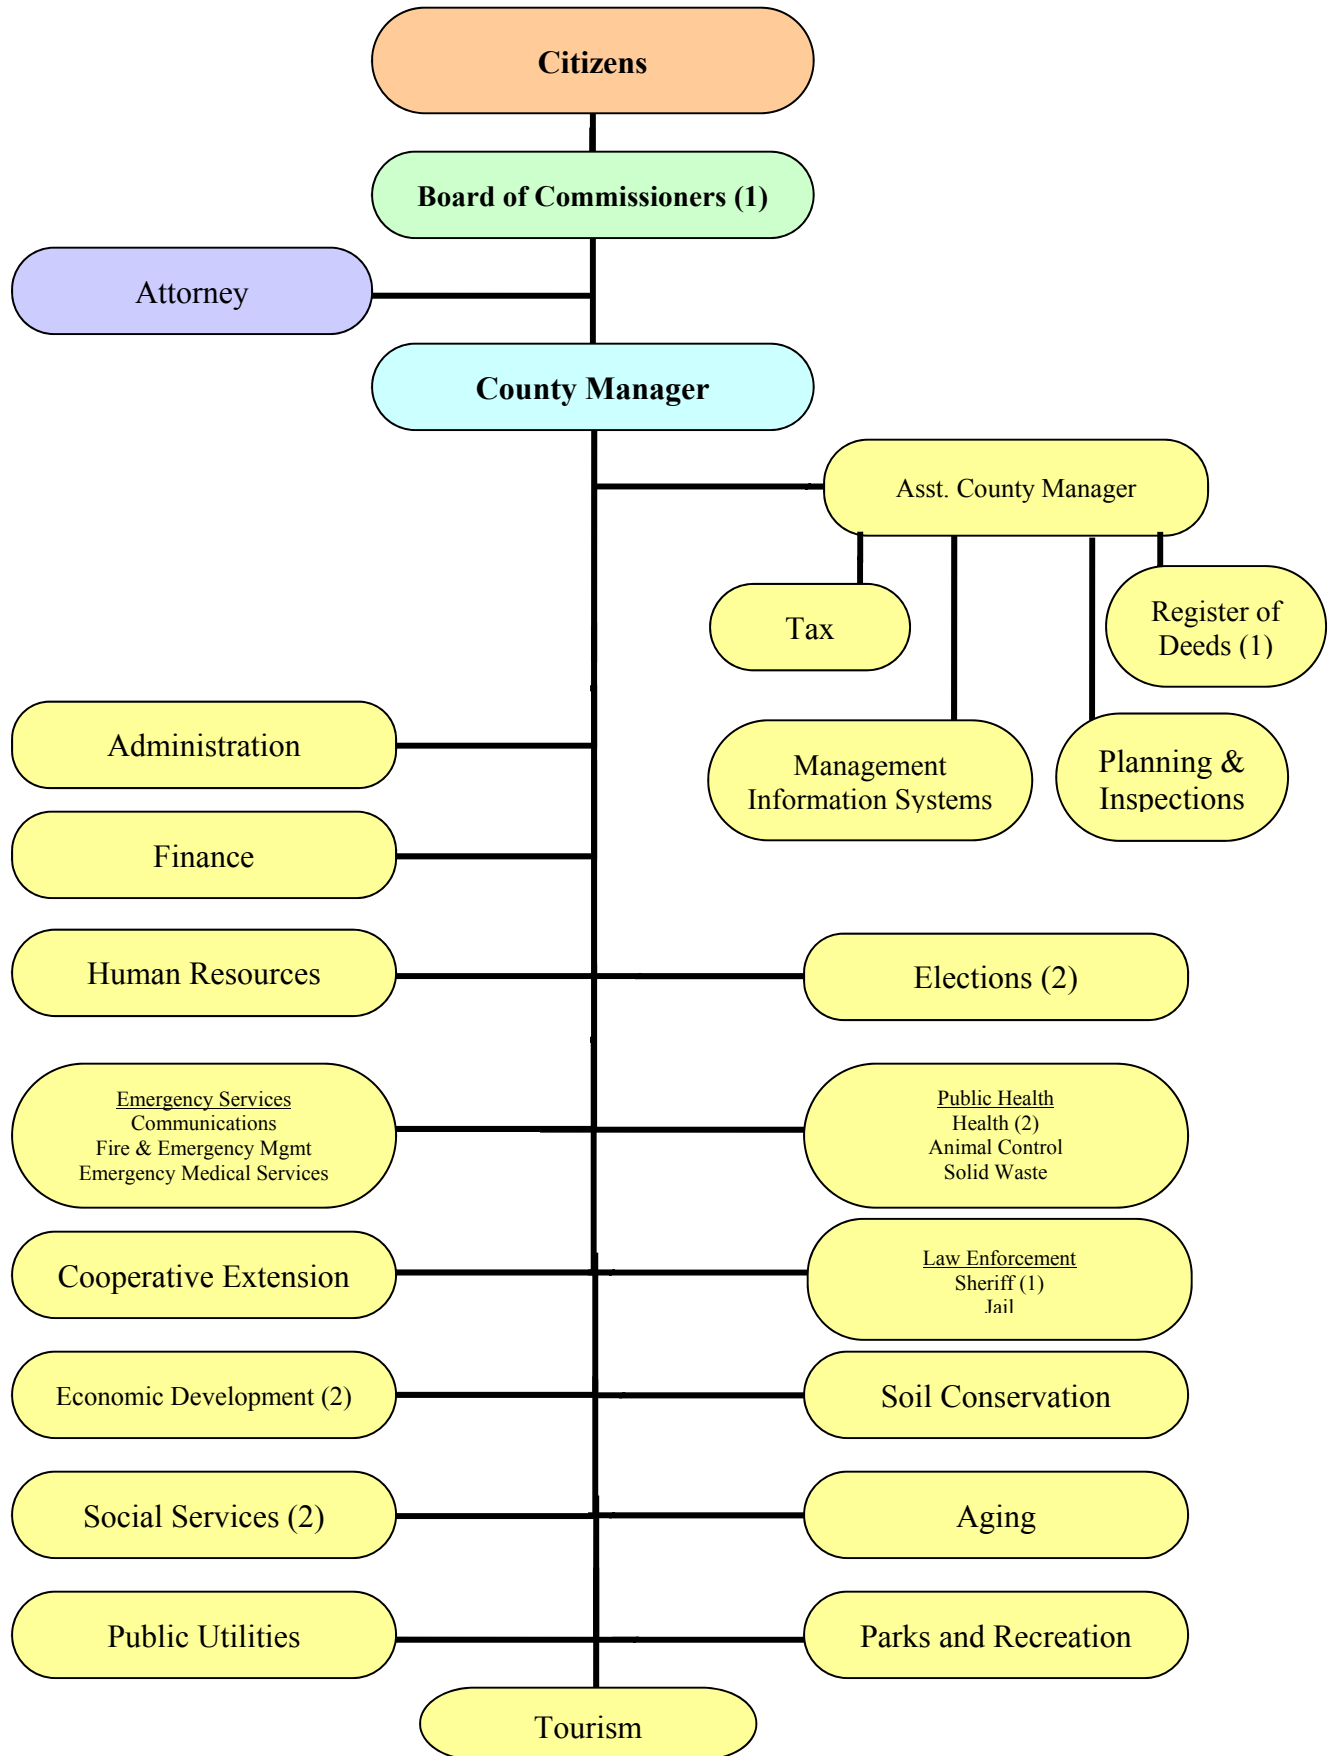 Citizens
Board of Commissioners (1)
Attorney
County Manager
Asst. County Manager
Tax
Register of
Deeds (1)
Management
Information Systems
Planning &
Inspections
Administration
Finance
Human Resources
Elections (2)
Emergency Services
Communications
Fire & Emergency Mgmt
Emergency Medical Services
Public Health
Health (2)
Animal Control
Solid Waste
Cooperative Extension
Law Enforcement
Sheriff (1)
Jail
Economic Development (2)
Soil Conservation
Social Services (2)
Aging
Public Utilities
Parks and Recreation
Tourism